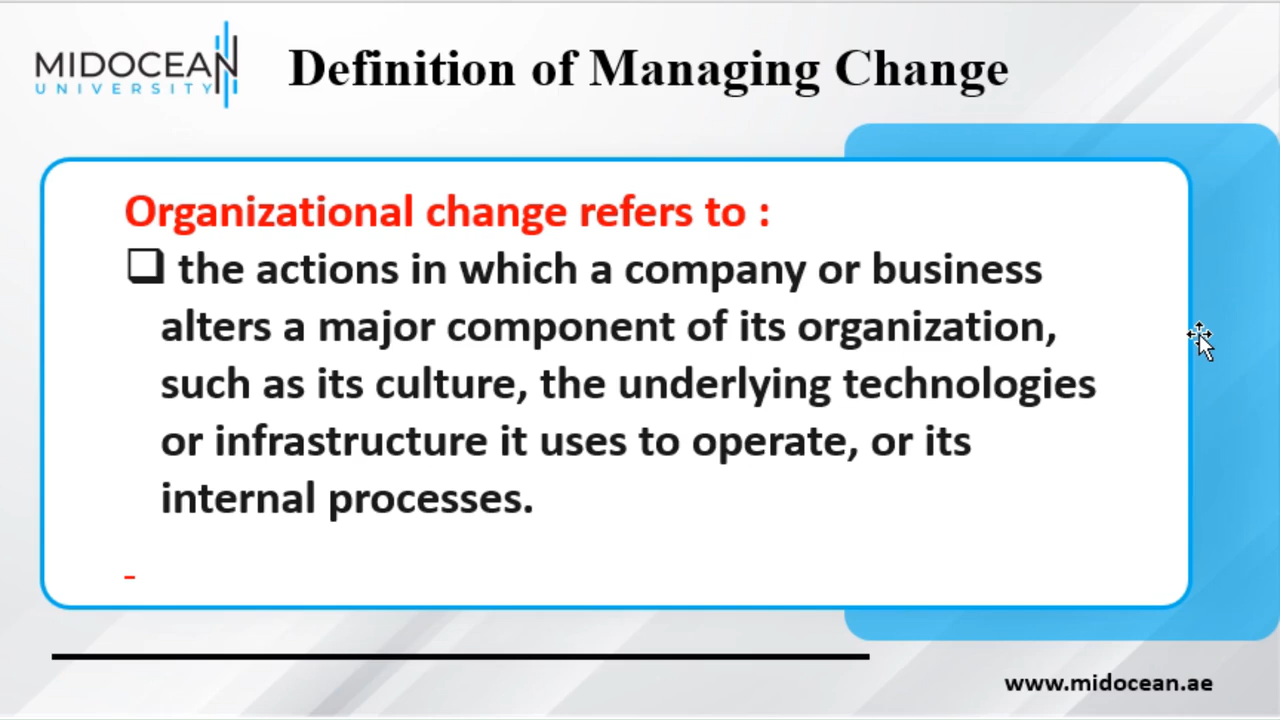 MIDOCEAN
UNIVERSITY
Definition of Managing Change
Organizational change refers to :
❑ the actions in which a company or business
alters a major component of its organization,
such as its culture, the underlying technologies
or infrastructure it uses to operate, or its
internal processes.
-
www.midocean.ae